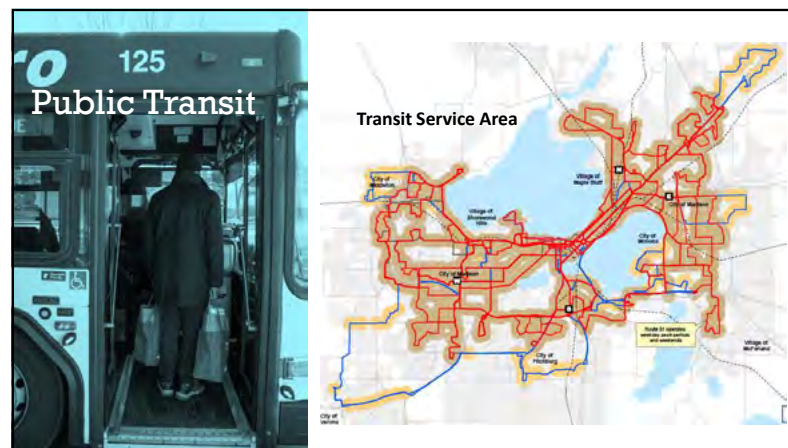 ro
125
Public Transit
Transit Service Area
City of
Middleton
Village of
Shorewood
Hills
Village of
Maple Bluff
City of Madison
City of
Monona
City of Madison
Route 51 operates
weekday peak periods
and weekends
Village of
McFarland
City of
Fitchburg
City of
Verona